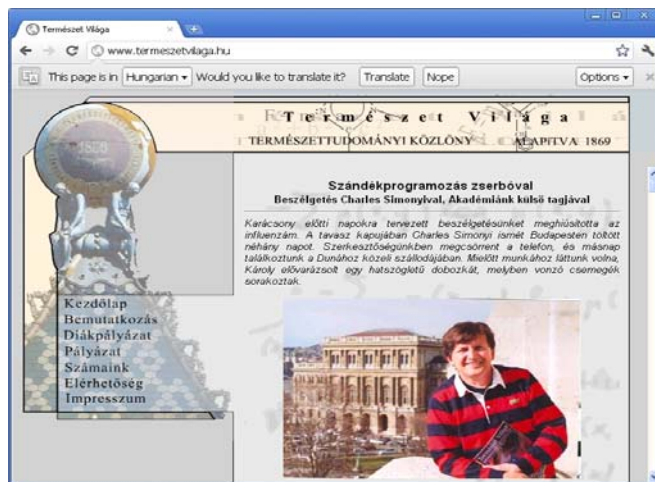 Természet Világa
www.termeszetvilaga.hu
This page is in Hungarian Would you like to translate it? Translate Nope Options
Természet Világa
TERMÉSZETTUDOMÁNYI KÖZLÖNY ALAPITVA 1869
Szándékprogramozás zserbóval
Beszélgetés Charles Simonyival, Akadémiánk külső tagjával
Karácsony előtti napokra tervezett beszélgetésünket meghiúsította az
influenzám. A tavasz kapujában Charles Simonyi ismét Budapesten töltött
néhány napot. Szerkesztőségünkben megcsörrent a telefon, és másnap
találkoztunk a Dunához közeli szállodájában. Mielőtt munkához láttunk volna,
Károly elővarázsolt egy hatszögletű dobozkát, melyben vonzó csemegék
sorakoztak.
Kezdőlap
Bemutatkozás
Diákpályázat
Pályázat
Számaink
Elérhetőség
Impresszum